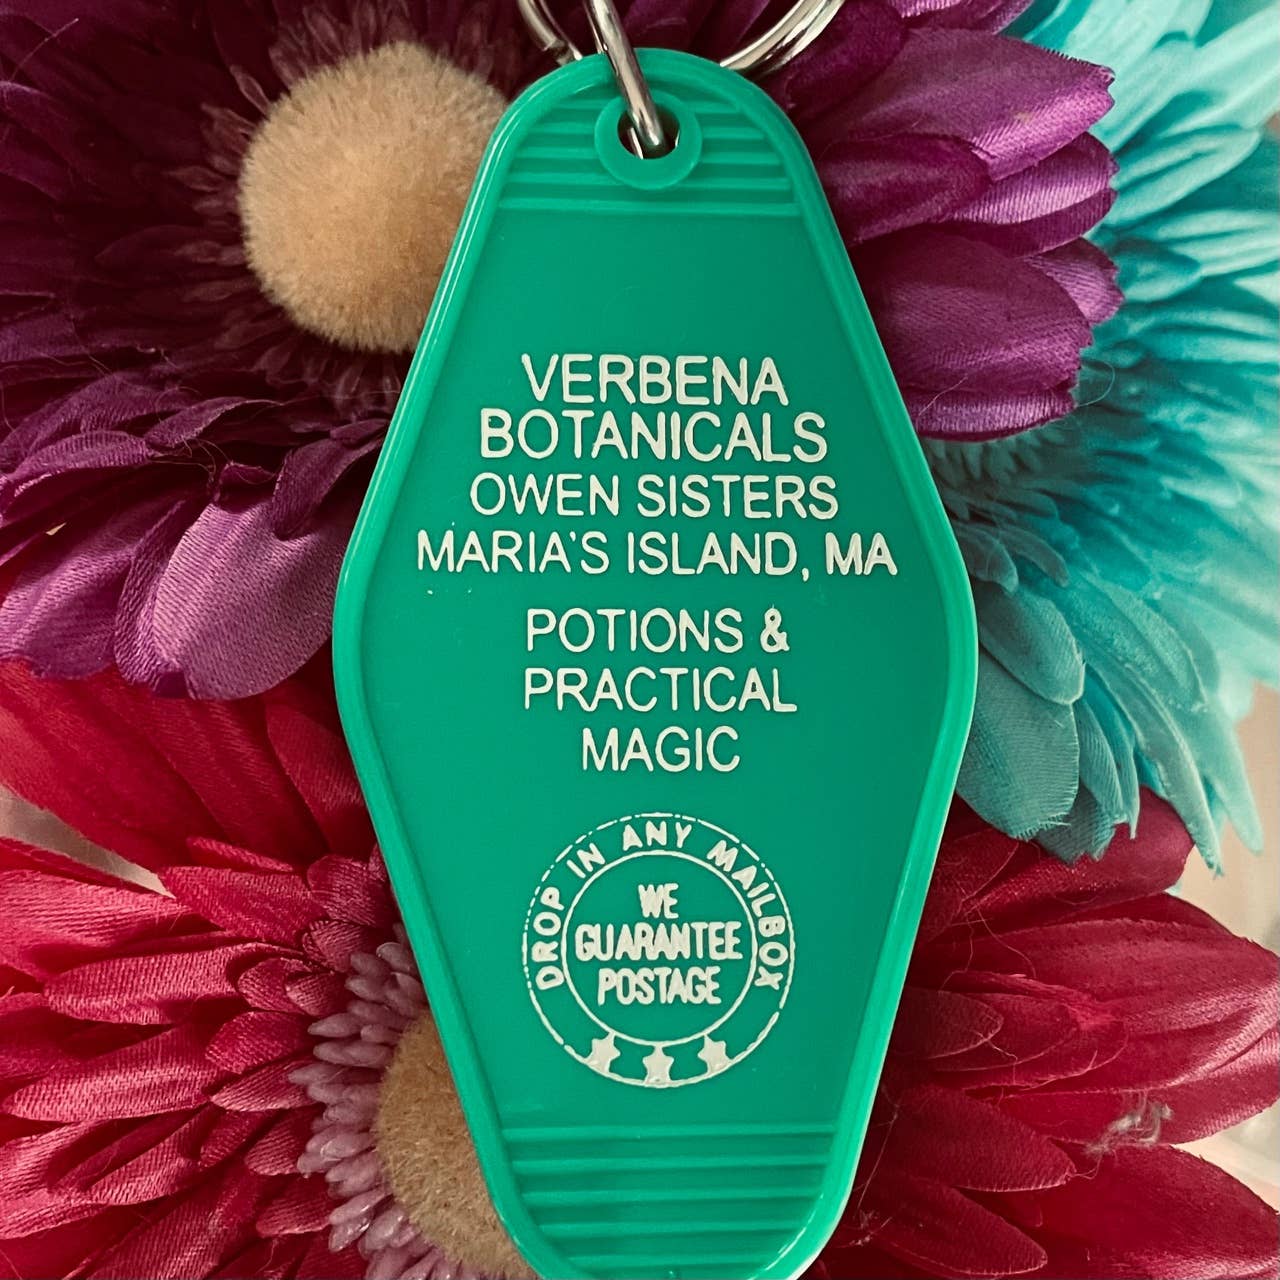 VERBENA
BOTANICALS
OWEN SISTERS
MARIA'S ISLAND, MA
POTIONS &
PRACTICAL
MAGIC
DROP IN ANY MAILBOX
WE
GUARANTEE
POSTAGE